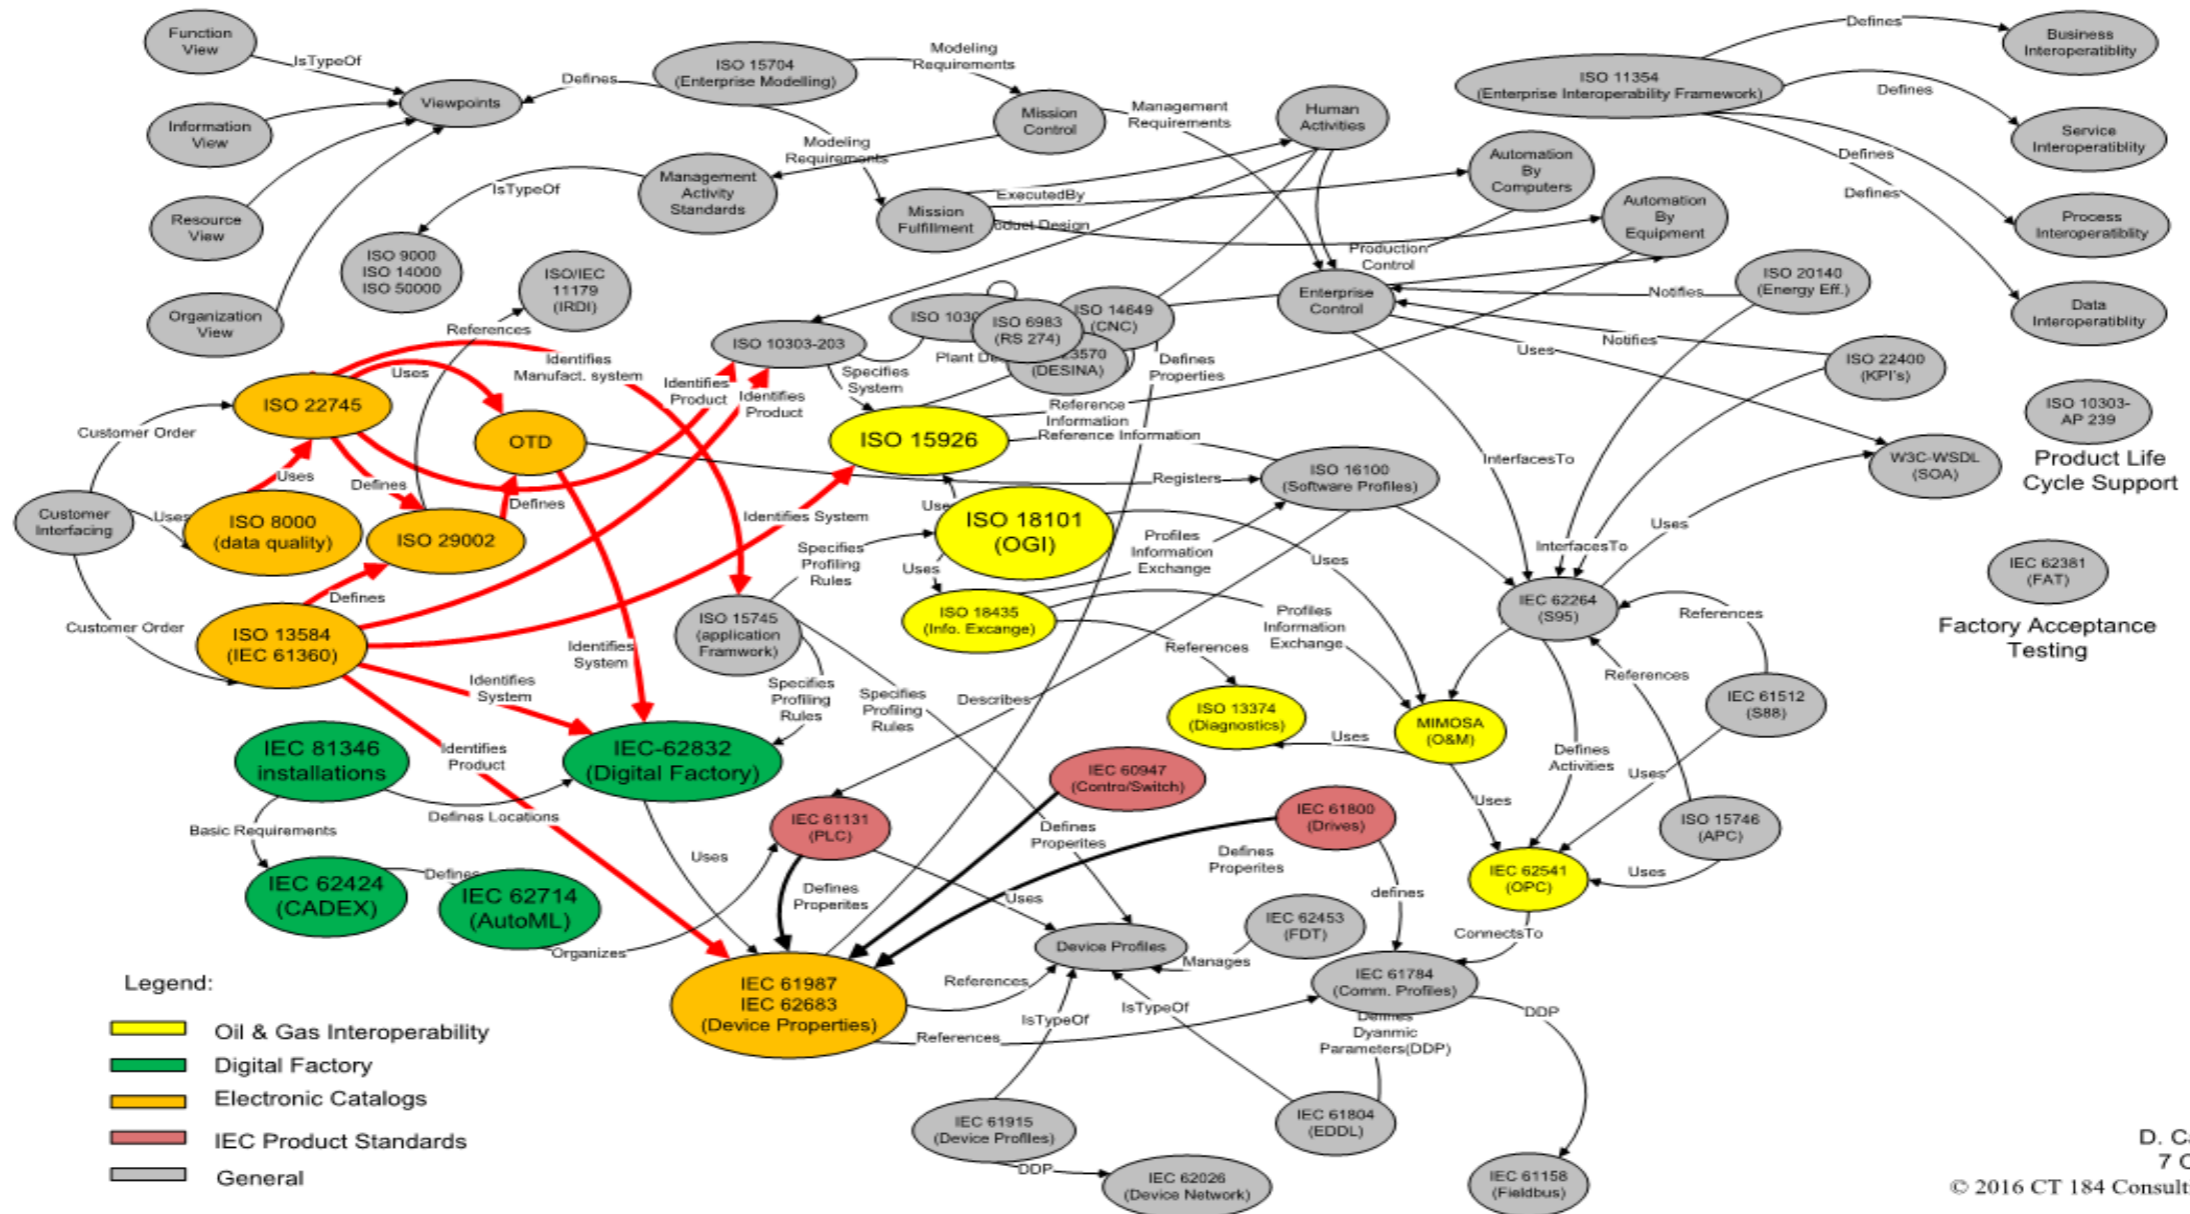 Function
View
IsTypeOf
Information
View
Resource
View
Organization
View
Viewpoints
Defines
ISO 15704
(Enterprise Modelling)
Modeling
Requirements
Mission
Control
Management
Requirements
Modeling
Requirements
Management
Activity
Standards
IsTypeOf
ISO 9000
ISO 14000
ISO 50000
ISO/IEC
11179
(IRDI)
References
Mission
Fulfillment
ExecutedBy
Design
Human
Activities
Automation
By
Computers
Automation
By
Equipment
Production
Control
Enterprise
Control
ISO 11354
(Enterprise Interoperability Framework)
Defines
Business
Interoperatiblity
Defines
Service
Interoperatiblity
Defines
Process
Interoperatiblity
Defines
Data
Interoperatiblity
ISO 20140
(Energy Eff.)
Notifies
ISO 22400
(KPI's)
Notifies
Uses
ISO 10303-
AP 239
Product Life
Cycle Support
W3C-WSDL
(SOA)
IEC 62381
(FAT)
Factory Acceptance
Testing
ISO 10303-203
ISO
ISO 6983
(RS 274)
ISO 14649
(CNC)
(DESINA)
Plant
Specifies
System
Defines
Properties
Identifies
Manufact. system
Identifies
Product
Identifies
Product
Uses
ISO 22745
OTD
Customer Order
Uses
Defines
Defines
Customer
Interfacing
Uses
ISO 8000
(data quality)
ISO 29002
Customer Order
Defines
ISO 13584
(IEC 61360)
ISO 15926
Reference
Information
Reference Information
Registers
ISO 16100
(Software Profiles)
InterfacesTo
InterfacesTo
Uses
Identifies System
Specifies
Profiling
Rules
ISO 18101
(OGI)
Uses
Profiles
Information
Exchange
Uses
ISO 18435
(Info. Excange)
ISO 15745
(application
Framwork)
Profiles
Information
Exchange
References
IEC 62264
(S95)
References
References
IEC 61512
(S88)
Identifies
System
Identifies
System
Specifies
Profiling
Rules
Specifies
Profiling
Rules
Describes
ISO 13374
(Diagnostics)
Uses
MIMOSA
(O&M)
Defines
Activities
Uses
Uses
ISO 15746
(APC)
Uses
IEC 62541
(OPC)
ConnectsTo
IEC 81346
installations
Identifies
Product
IEC-62832
(Digital Factory)
Defines Locations
Basic Requirements
IEC 62424
(CADEX)
IEC 62714
(AutoML)
Organizes
Uses
IEC 61131
(PLC)
Defines
Properites
IEC 60947
(Contro/Switch)
Defines
Properites
IEC 61800
(Drives)
Defines
Properites
defines
Uses
IEC 62453
(FDT)
Manages
Device Profiles
References
IEC 61987
IEC 62683
(Device Properties)
References
IsTypeOf
IsTypeOf
IEC 61784
(Comm. Profiles)
Defines
Dyanmic
Parameters(DDP)
DDP
IEC 61915
(Device Profiles)
DDP
IEC 62026
(Device Network)
IEC 61804
(EDDL)
IEC 61158
(Fieldbus)
Legend:
Oil & Gas Interoperability
Digital Factory
Electronic Catalogs
IEC Product Standards
General
D.
7
© 2016 CT 184